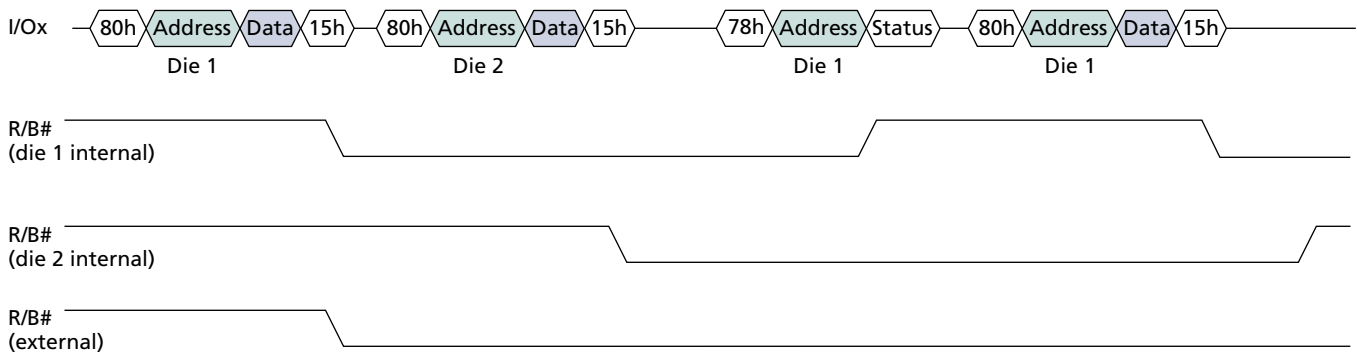 I/Ox 80h Address Data 15h 80h Address Data 15h 78h Address Status 80h Address Data 15h
Die 1 Die 2 Die 1 Die 1
R/B#
(die 1 internal)
R/B#
(die 2 internal)
R/B#
(external)